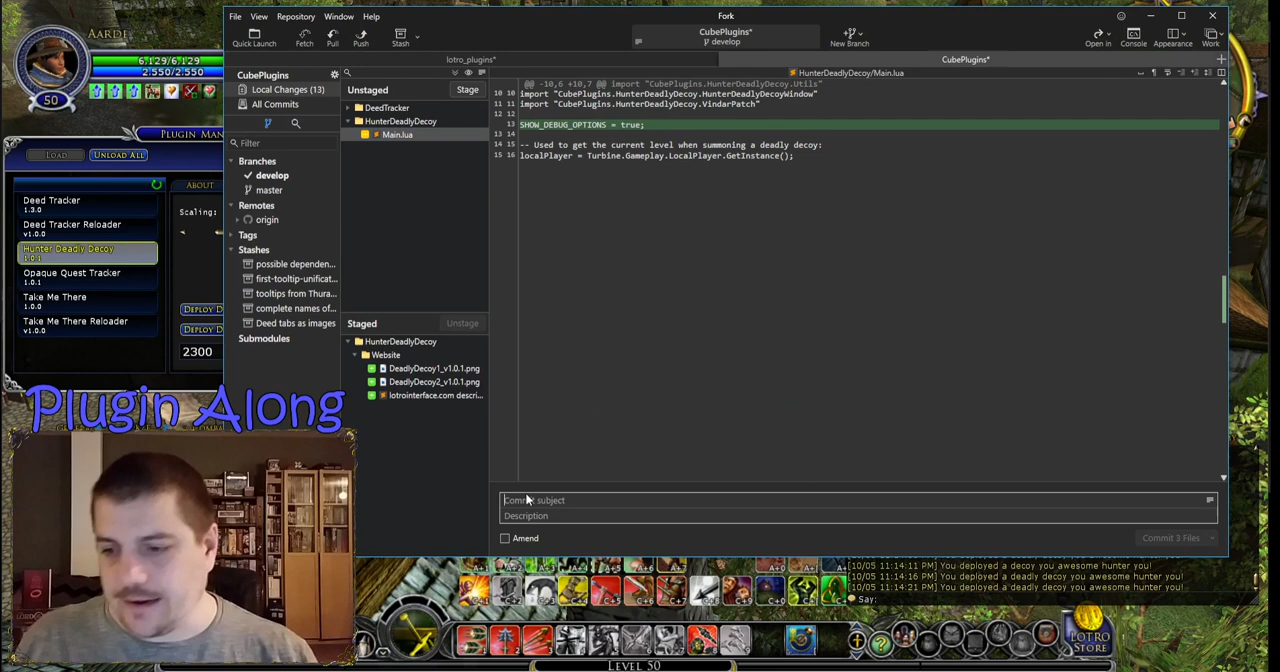 Aarde
6,129/6,129
2,550/2,550
50
Plugin Man
Load
Unload All
About
Deed Tracker
1.3.0
Scaling:
Deed Tracker Reloader
v1.0.0
Hunter Deadly Decoy
1.0.1
Opaque Quest Tracker
1.0.1
Take Me There
1.0.0
Take Me There Reloader
v1.0.0
Deploy D
Deploy D
2300
Plugin Along
File View Repository Window Help
Fork
Quick Launch
Fetch
Pull
Push
Stash
CubePlugins*
develop
New Branch
Open in
Console
Appearance
Work
lotro_plugins*
CubePlugins*
CubePlugins
Local Changes (13)
All Commits
Filter
Branches
develop
master
Remotes
origin
Tags
Stashes
possible dependen...
first-tooltip-unificat...
tooltips from Thura...
complete names of...
Deed tabs as images
Submodules
Unstaged
Stage
DeedTracker
HunterDeadlyDecoy
Main.lua
Staged
Unstage
HunterDeadlyDecoy
Website
DeadlyDecoy1_v1.0.1.png
DeadlyDecoy2_v1.0.1.png
lotrointerface.com descri...
HunterDeadlyDecoy/Main.lua
@@ -10,6 +10,7 @@ import "CubePlugins.HunterDeadlyDecoy.Utils"
10 10 import "CubePlugins.HunterDeadlyDecoy.HunterDeadlyDecoyWindow"
11 11 import "CubePlugins.HunterDeadlyDecoy.VindarPatch"
12 12
13 SHOW_DEBUG_OPTIONS = true;
13 14
14 15 -- Used to get the current level when summoning a deadly decoy:
15 16 localPlayer = Turbine.Gameplay.LocalPlayer.GetInstance();
Commit subject
Description
Amend
Commit 3 Files
[10/05 11:14:11 PM] You deployed a decoy you awesome hunter you!
[10/05 11:14:16 PM] You deployed a deadly decoy you awesome hunter you!
[10/05 11:14:21 PM] You deployed a deadly decoy you awesome hunter you!
Say:
LOTRO
Store
Level 50